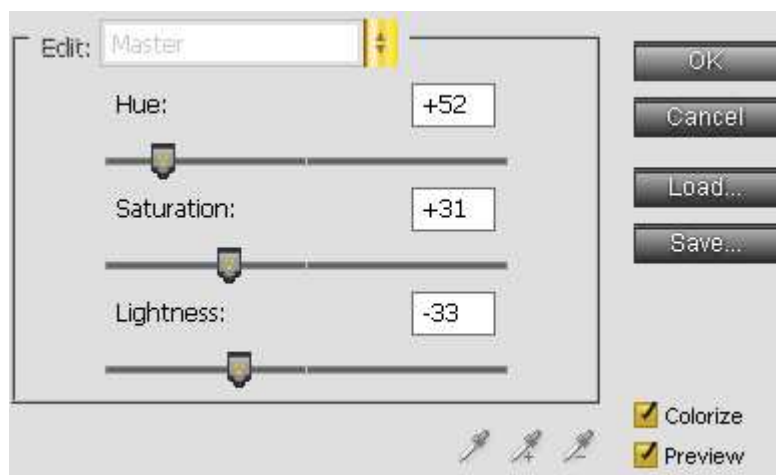 Edit: Master
Hue: +52
Saturation: +31
Lightness: -33
OK
Cancel
Load...
Save...
Colorize
Preview